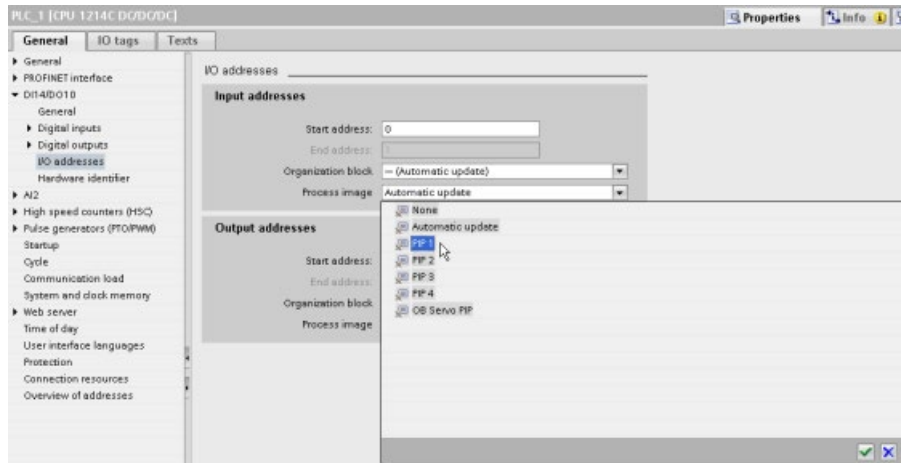 PLC_1 [CPU 1214C DC/DC/DC]
Properties
Info
General
IO tags
Texts
General
PROFINET interface
DI14/DO10
General
Digital inputs
Digital outputs
I/O addresses
Hardware identifier
AI2
High speed counters (HSC)
Pulse generators (PTO/PWM)
Startup
Cycle
Communication load
System and clock memory
Web server
Time of day
User interface languages
Protection
Connection resources
Overview of addresses
I/O addresses
Input addresses
Start address: 0
End address: 1
Organization block --- (Automatic update)
Process image Automatic update
None
Automatic update
PIP 1
PIP 2
PIP 3
PIP 4
OB Servo PIP
Output addresses
Start address:
End address:
Organization block
Process image